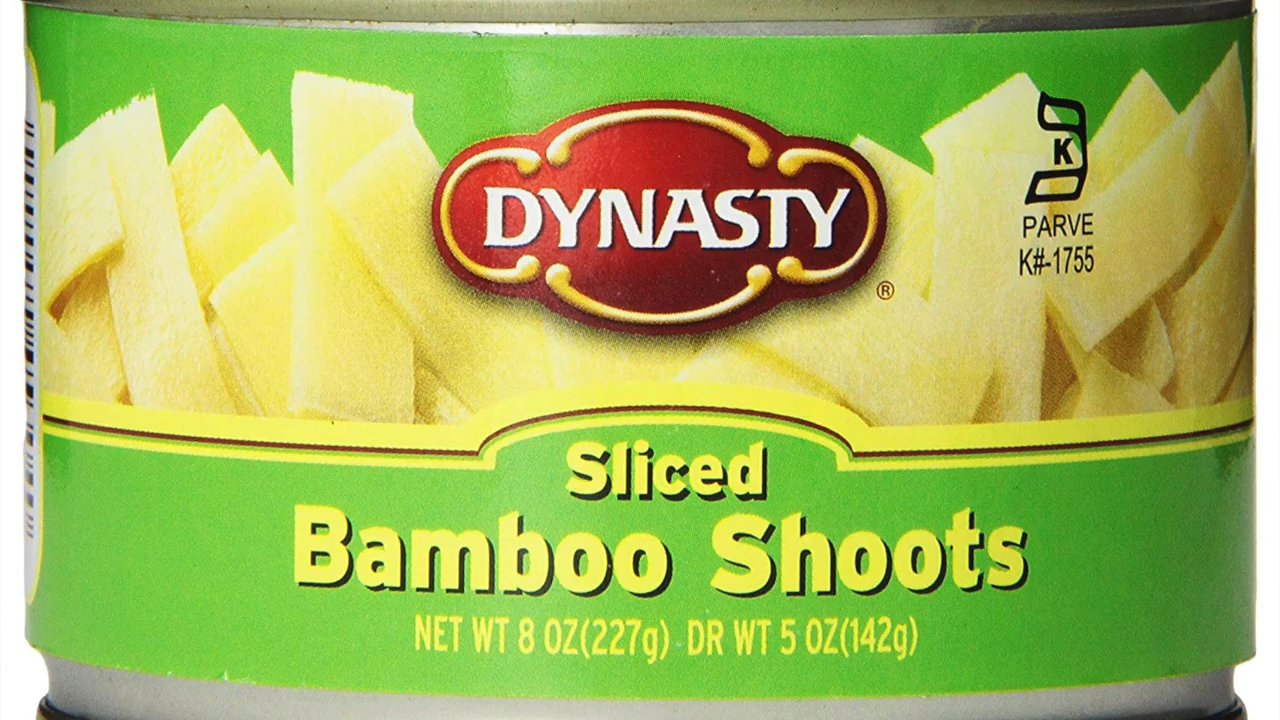 DYNASTY
®
K
PARVE
K#-1755
Sliced
Bamboo Shoots
NET WT 8 OZ(227g) DR WT 5 OZ(142g)